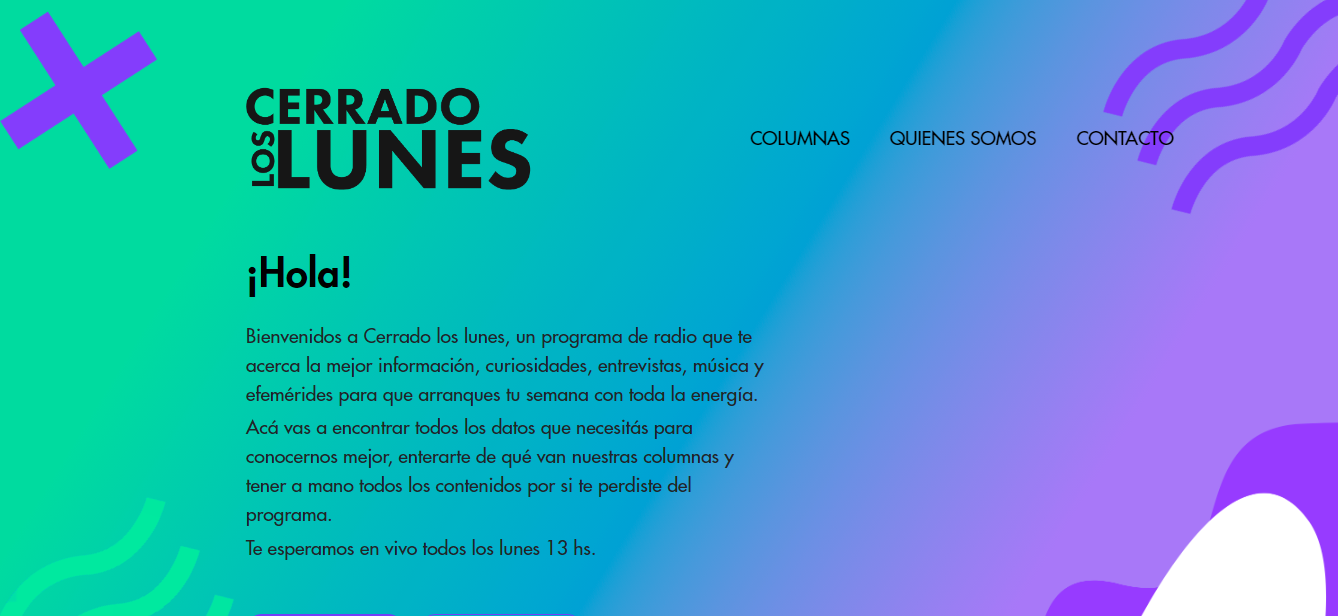 CERRADO
LOS LUNES
COLUMNAS QUIENES SOMOS CONTACTO
¡Hola!
Bienvenidos a Cerrado los lunes, un programa de radio que te
acerca la mejor información, curiosidades, entrevistas, música y
efemérides para que arranques tu semana con toda la energía.
Acá vas a encontrar todos los datos que necesitás para
conocernos mejor, enterarte de qué van nuestras columnas y
tener a mano todos los contenidos por si te perdiste del
programa.
Te esperamos en vivo todos los lunes 13 hs.